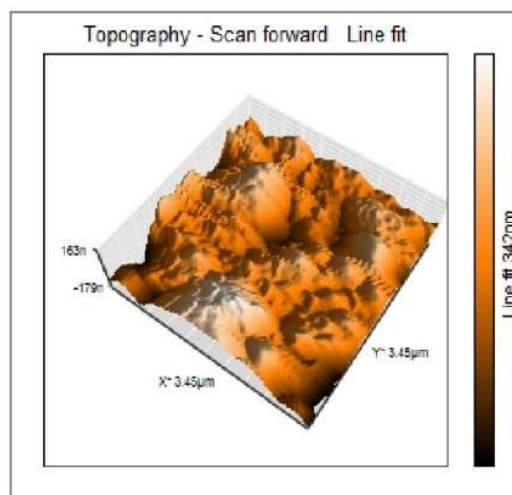 Topography - Scan forward Line fit
163n
-179n
X* 3.45µm
Y* 3.45µm
Line fit 342nm